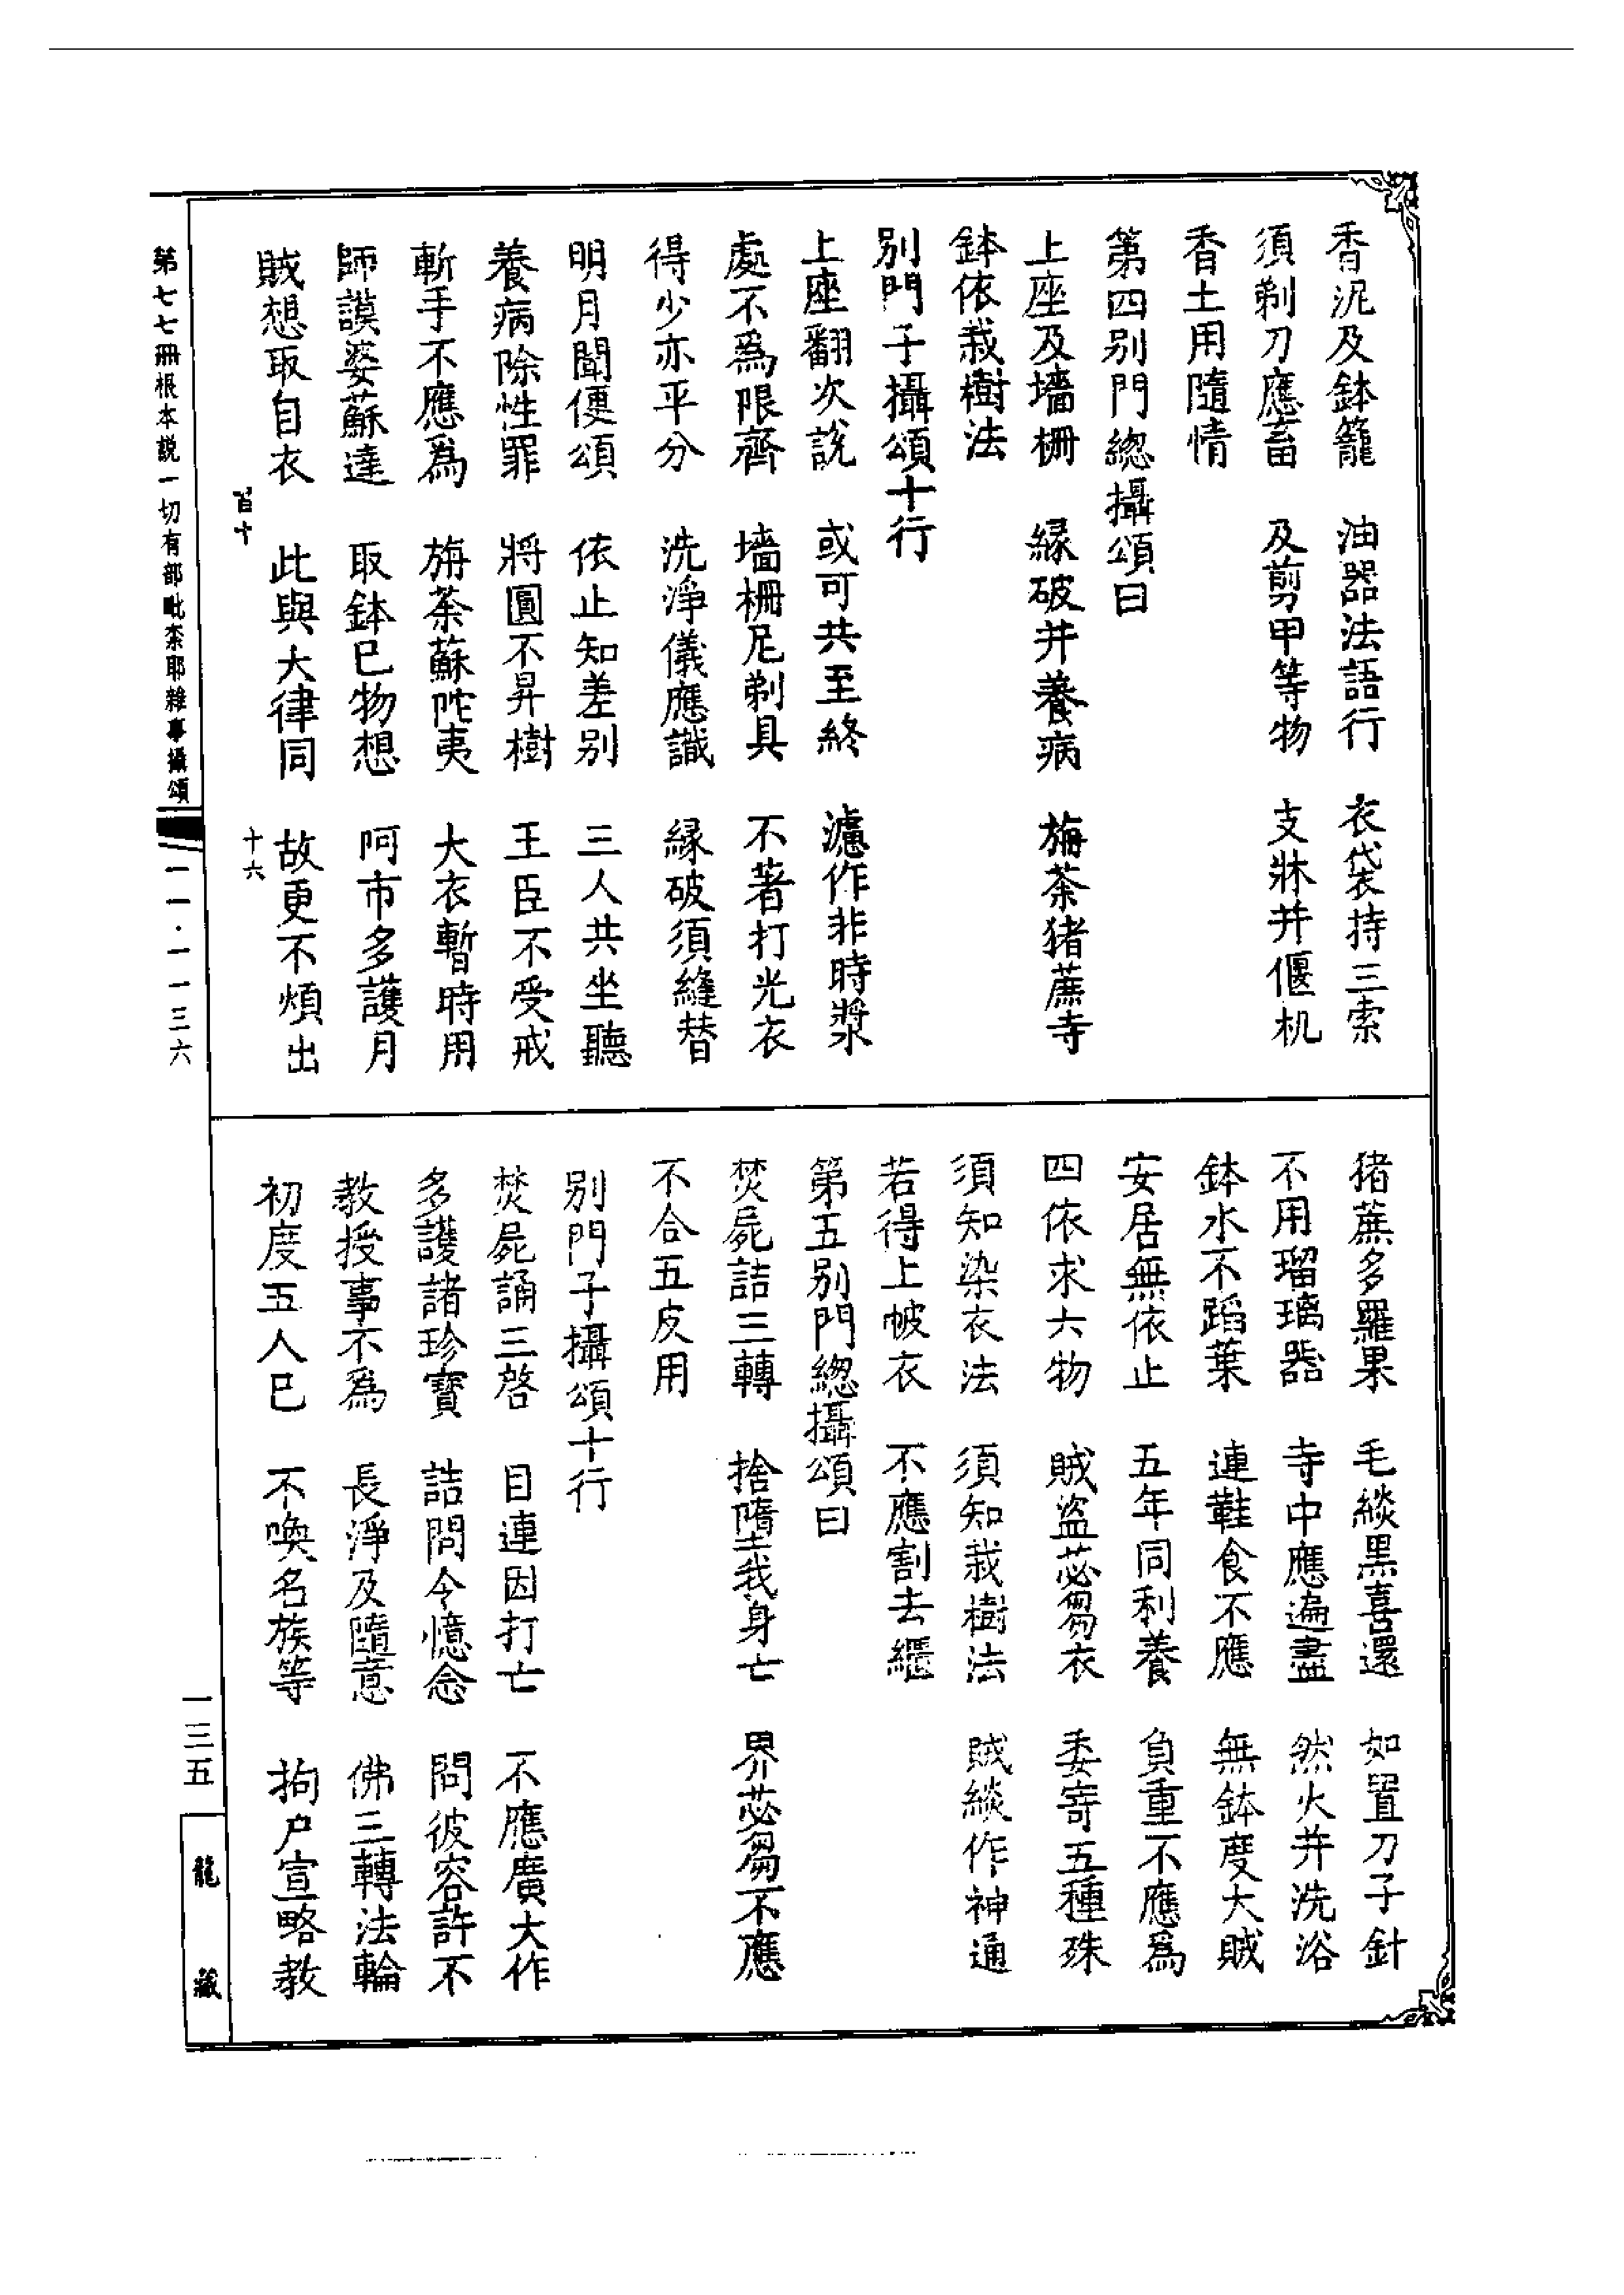 香泥及鉢籠　油器法語行　衣袋持三索
須剃刀應畜　及剪甲等物　支牀并偃机
香土用隨情
第四别門總攝頌曰
上座及墻柵　緣破并養病　旃荼猪蔗寺
鉢依栽樹法
别門子攝頌十行
上座翻次説　或可共至終　濾作非時漿
處不爲限齊　墻柵尼剃具　不著打光衣
得少亦平分　洗淨儀應識　緣破須縫替
明月聞便頌　依止知差别　三人共坐聽
養病除性罪　將圓不昇樹　王臣不受戒
斬手不應爲　旃荼蘇陀夷　大衣暫時用
師謨婆蘇達　取鉢巳物想　呵市多護月
賊想取自衣　此與大律同　故更不煩出
百十
十六
猪蔗多羅果　毛緂黑喜還　如置刀子針
不用瑠璃器　寺中應遍畫　然火并洗浴
鉢水不蹈葉　連鞋食不應　無鉢度大賊
安居無依止　五年同利養　負重不應爲
四依求六物　賊盜苾芻衣　委寄五種殊
須知染衣法　須知栽樹法　賊緂作神通
若得上帔衣　不應割去繼
第五别門總攝頌曰
焚屍詰三轉　捨墮我身亡　界苾芻不應
不合五皮用
别門子攝頌十行
焚屍誦三啓　目連因打亡　不應廣大作
多護諸珍寶　詰問令憶念　問彼容許不
教授事不爲　長淨及隨意　佛三轉法輪
初度五人巳　不喚名族等　拘尸宣略教
第七七冊根本説一切有部毗柰耶雜事攝頌
一一·一一三六
一三五
龍藏